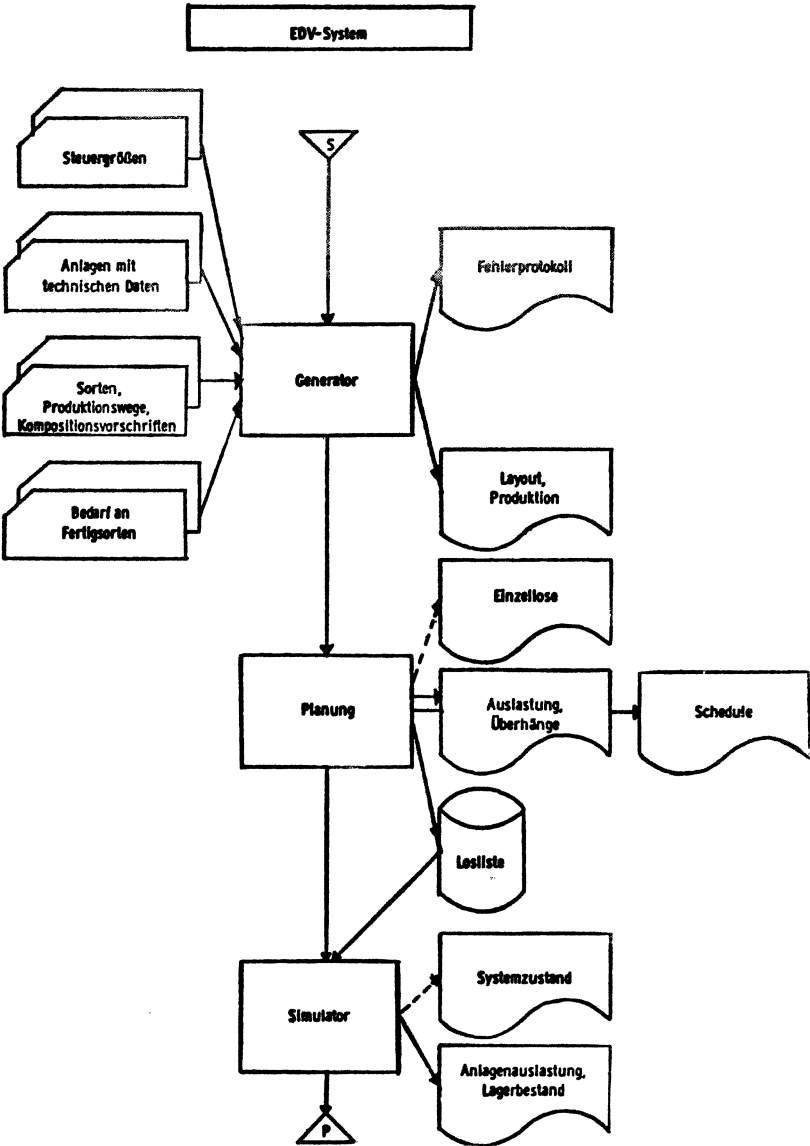 EDV-System
S
Steuergrößen
Anlagen mit
technischen Daten
Sorten,
Produktionswege,
Kompositionsvorschriften
Bedarf an
Fertigsorten
Generator
Fehlerprotokoll
Layout,
Produktion
Einzellose
Planung
Auslastung,
Überhänge
Schedule
Losliste
Simulator
Systemzustand
Anlagenauslastung,
Lagerbestand
P